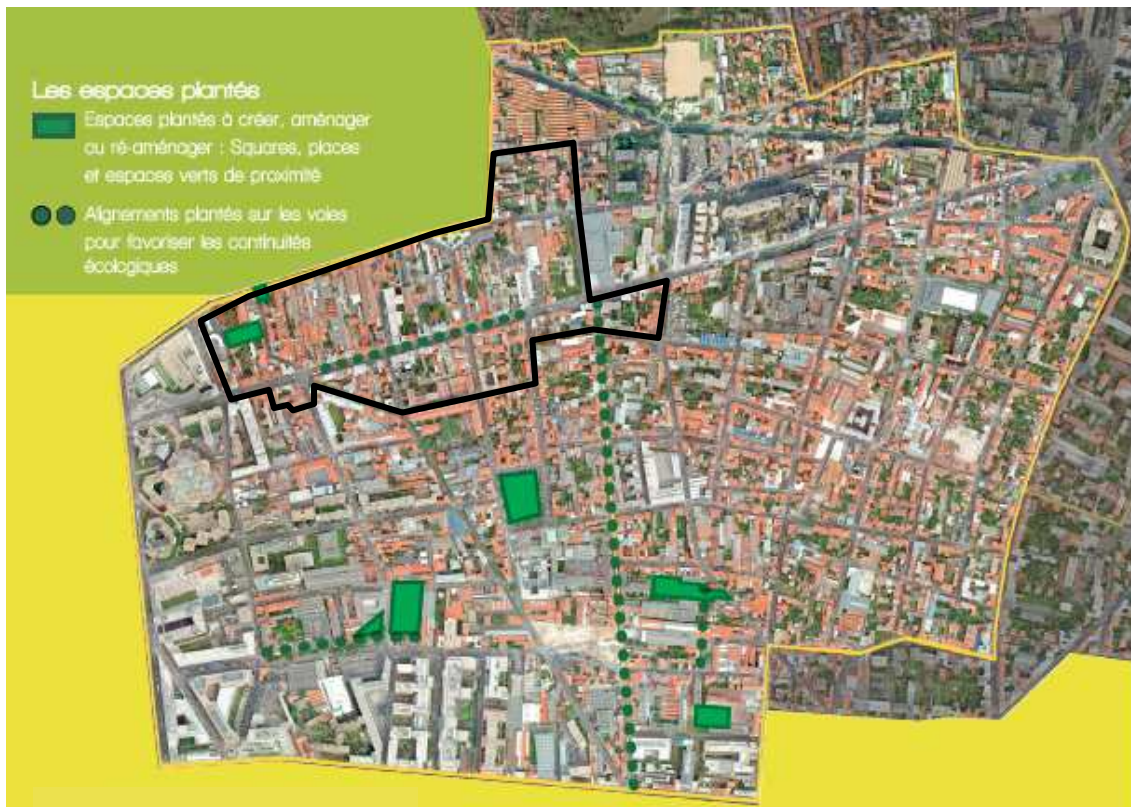 Les espaces plantés
Espaces plantés à créer, aménager
ou ré-aménager : Squares, places
et espaces verts de proximité
Alignements plantés sur les voies
pour favoriser les continuités
écologiques